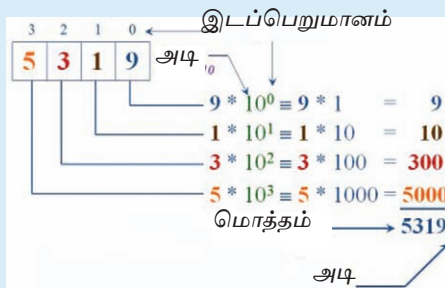 இடப்பெறுமானம்
3 2 1 0
5 3 1 9 அடி
10
9 * 10⁰ ≡ 9 * 1 = 9
1 * 10¹ ≡ 1 * 10 = 10
3 * 10² ≡ 3 * 100 = 300
5 * 10³ ≡ 5 * 1000 = 5000
மொத்தம் 5319
அடி